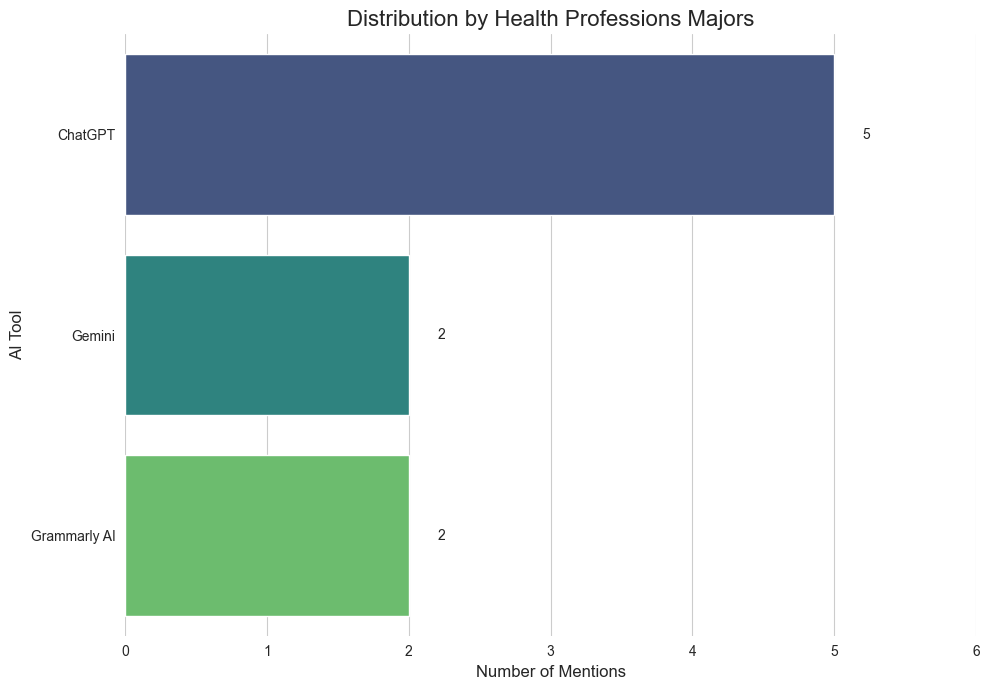 Distribution by Health Professions Majors
ChatGPT
5
Gemini
2
Grammarly AI
2
AI Tool
0 1 2 3 4 5 6
Number of Mentions